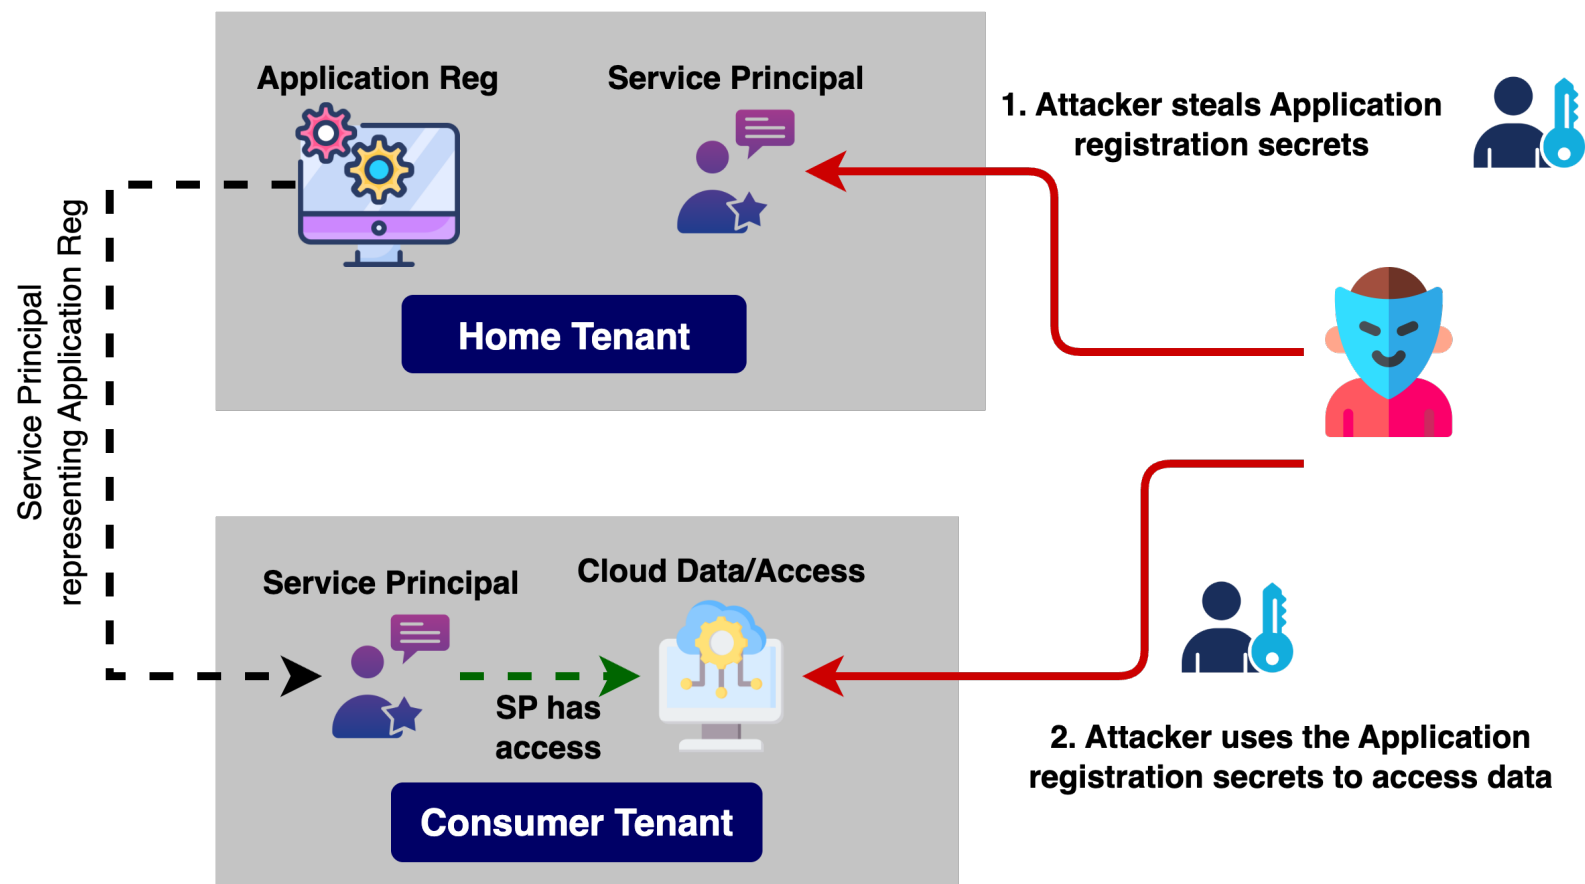 Application Reg
Service Principal
1. Attacker steals Application
registration secrets
Home Tenant
Service Principal
representing Application Reg
Service Principal
Cloud Data/Access
SP has
access
Consumer Tenant
2. Attacker uses the Application
registration secrets to access data